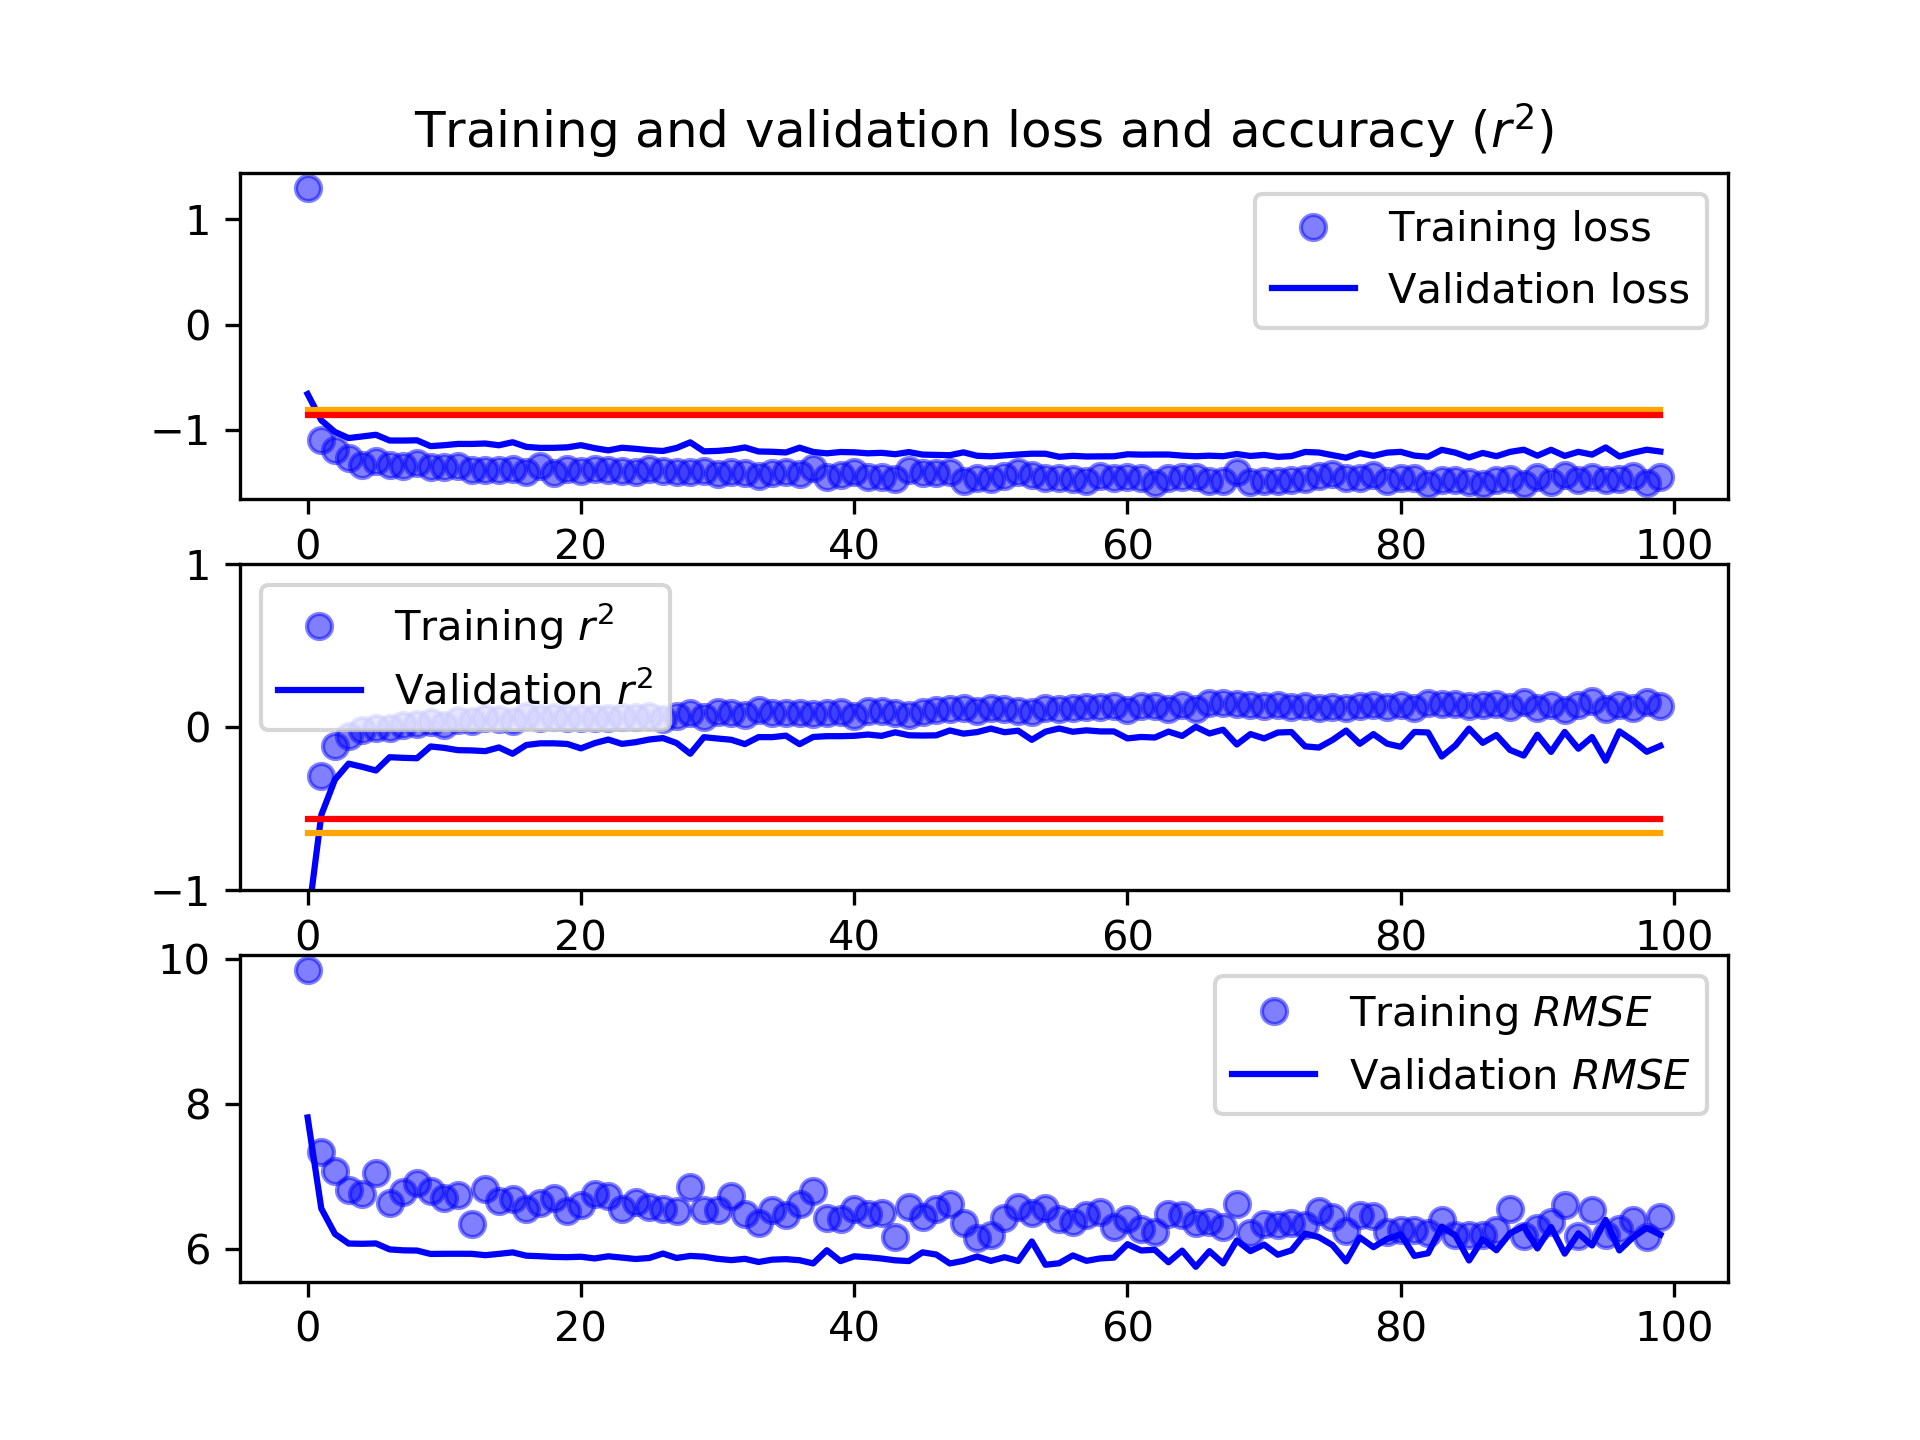 Training and validation loss and accuracy (r²)
1
0
−1
Training loss
Validation loss
0 20 40 60 80 100
1
0
−1
Training r²
Validation r²
0 20 40 60 80 100
10
8
6
Training RMSE
Validation RMSE
0 20 40 60 80 100